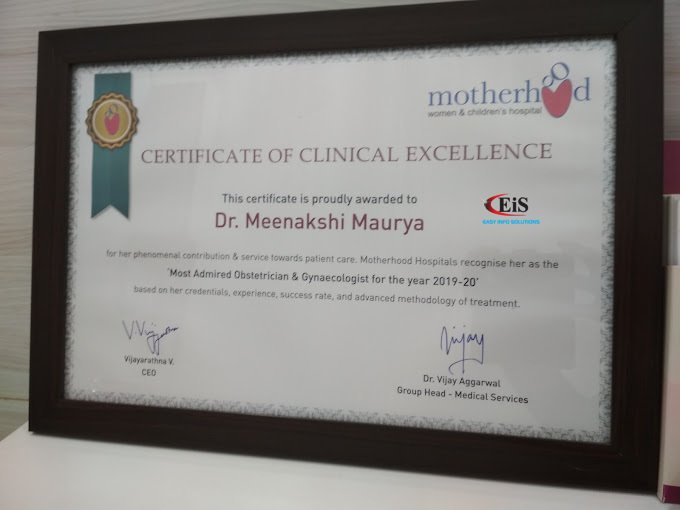 motherhood
women & children's hospital
CERTIFICATE OF CLINICAL EXCELLENCE
This certificate is proudly awarded to
Dr. Meenakshi Maurya
EiS
EASY INFO SOLUTIONS
for her phenomenal contribution & service towards patient care. Motherhood Hospitals recognise her as the
'Most Admired Obstetrician & Gynaecologist for the year 2019-20'
based on her credentials, experience, success rate, and advanced methodology of treatment.
Vijay
Vijayarathna V.
CEO
Dr. Vijay Aggarwal
Group Head - Medical Services